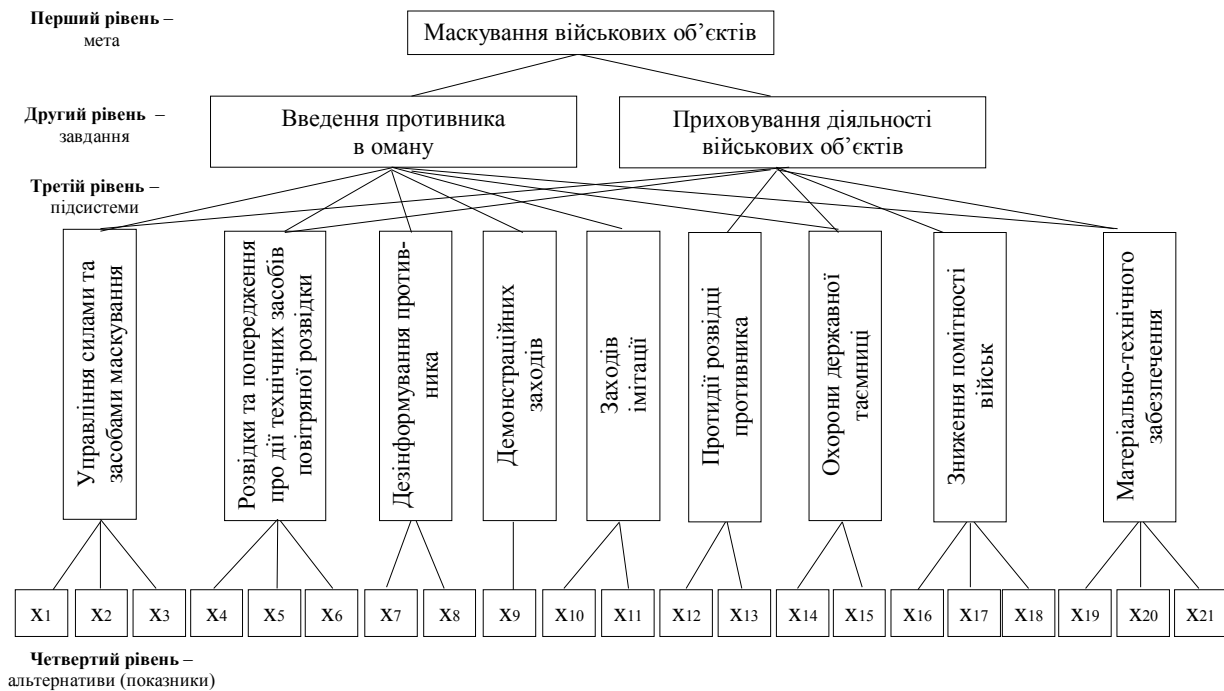 Перший рівень –
мета
Маскування військових об’єктів
Другий рівень –
завдання
Введення противника
в оману
Приховування діяльності
військових об’єктів
Третій рівень –
підсистеми
Управління силами та
засобами маскування
Розвідки та попередження
про дії технічних засобів
повітряної розвідки
Дезінформування против-
ника
Демонстраційних
заходів
Заходів
імітації
Протидії розвідці
противника
Охорони державної
таємниці
Зниження помітності
військ
Матеріально-технічного
забезпечення
x1 x2 x3 x4 x5 x6 x7 x8 x9 x10 x11 x12 x13 x14 x15 x16 x17 x18 x19 x20 x21
Четвертий рівень –
альтернативи (показники)